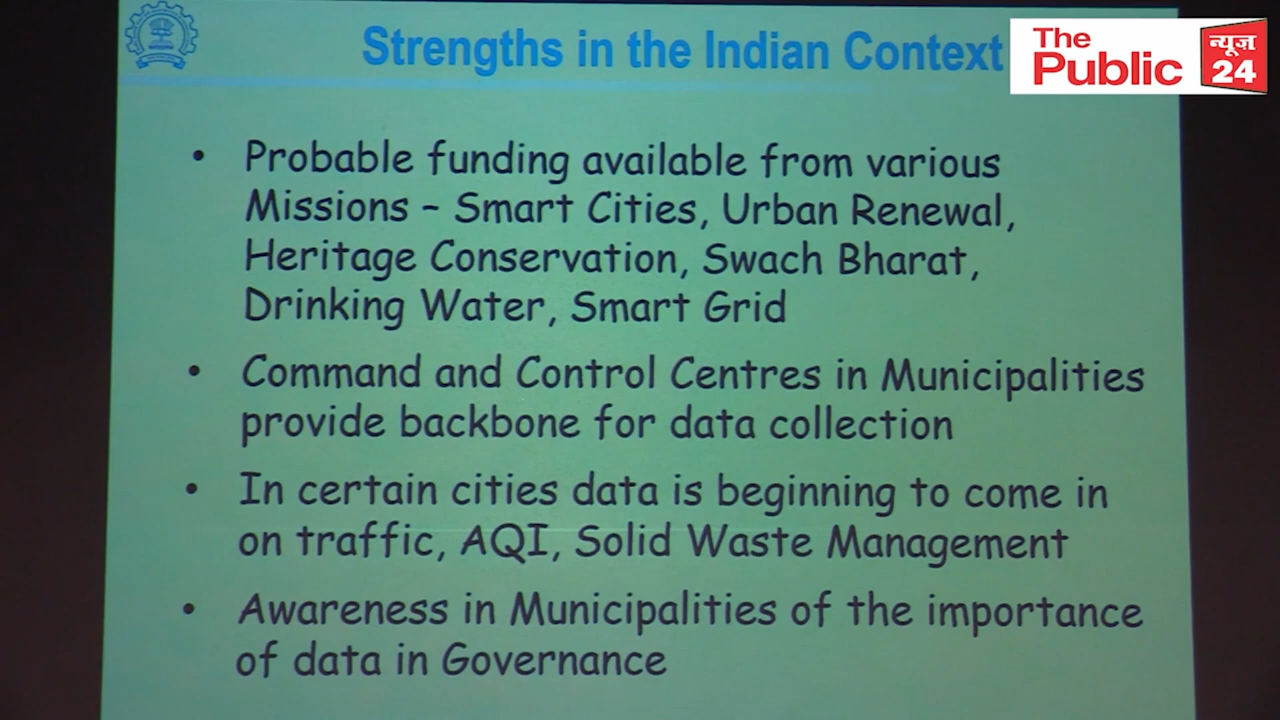 Strengths in the Indian Context
The
Public
न्यूज़
24
• Probable funding available from various
Missions – Smart Cities, Urban Renewal,
Heritage Conservation, Swach Bharat,
Drinking Water, Smart Grid
• Command and Control Centres in Municipalities
provide backbone for data collection
• In certain cities data is beginning to come in
on traffic, AQI, Solid Waste Management
• Awareness in Municipalities of the importance
of data in Governance